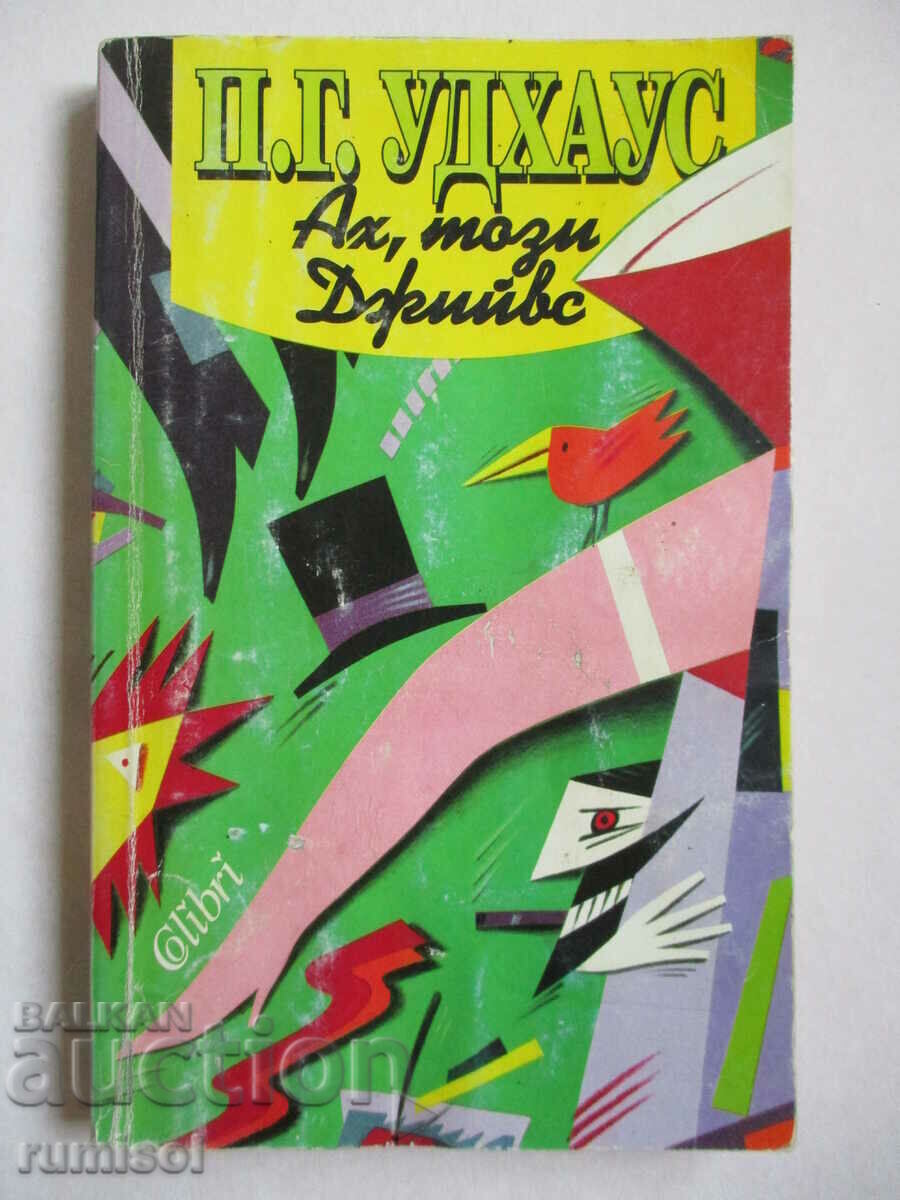 П.Г. УДХАУС
Ах, този
Джийвс
Colibri
BALKAN
auction
rumisol